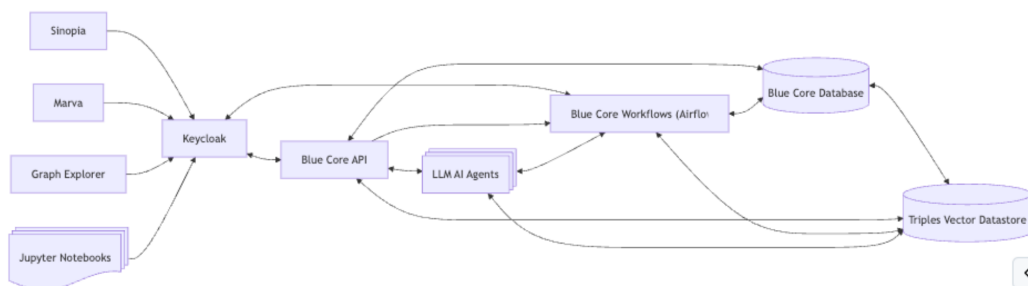 Sinopia
Marva
Graph Explorer
Jupyter Notebooks
Keycloak
Blue Core API
LLM AI Agents
Blue Core Workflows (Airflo
Blue Core Database
Triples Vector Datastore